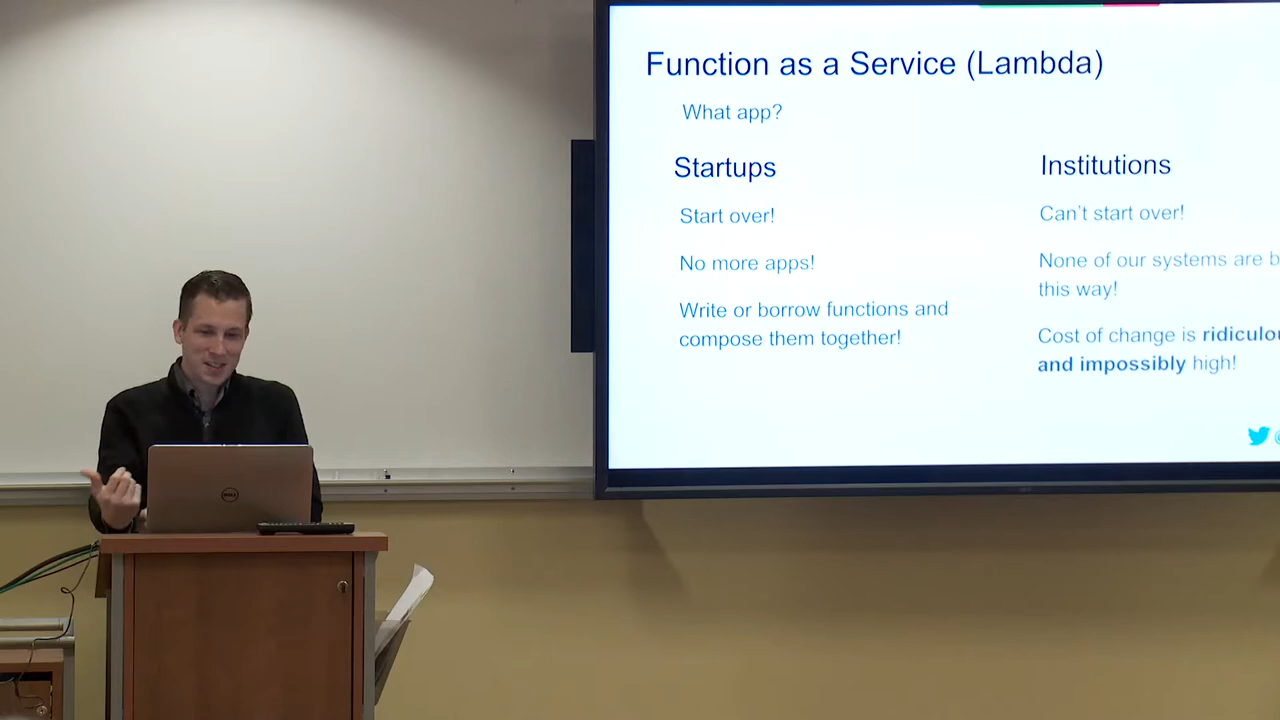 Function as a Service (Lambda)
What app?
Startups
Start over!
No more apps!
Write or borrow functions and
compose them together!
Institutions
Can't start over!
None of our systems are
this way!
Cost of change is
and impossibly high!
DELL